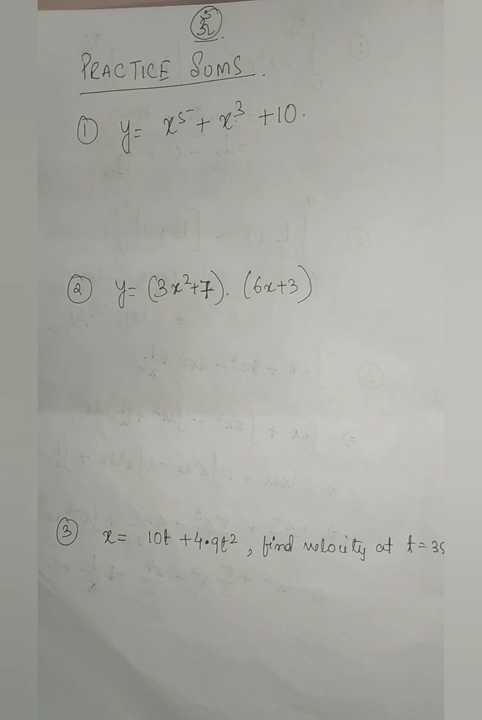 ૐ
PRACTICE SUMS.
① y = x⁵ + x³ + 10.
② y = (3x²+7). (6x+3)
③ x = 10t + 4.9t², find velocity at t = 3s